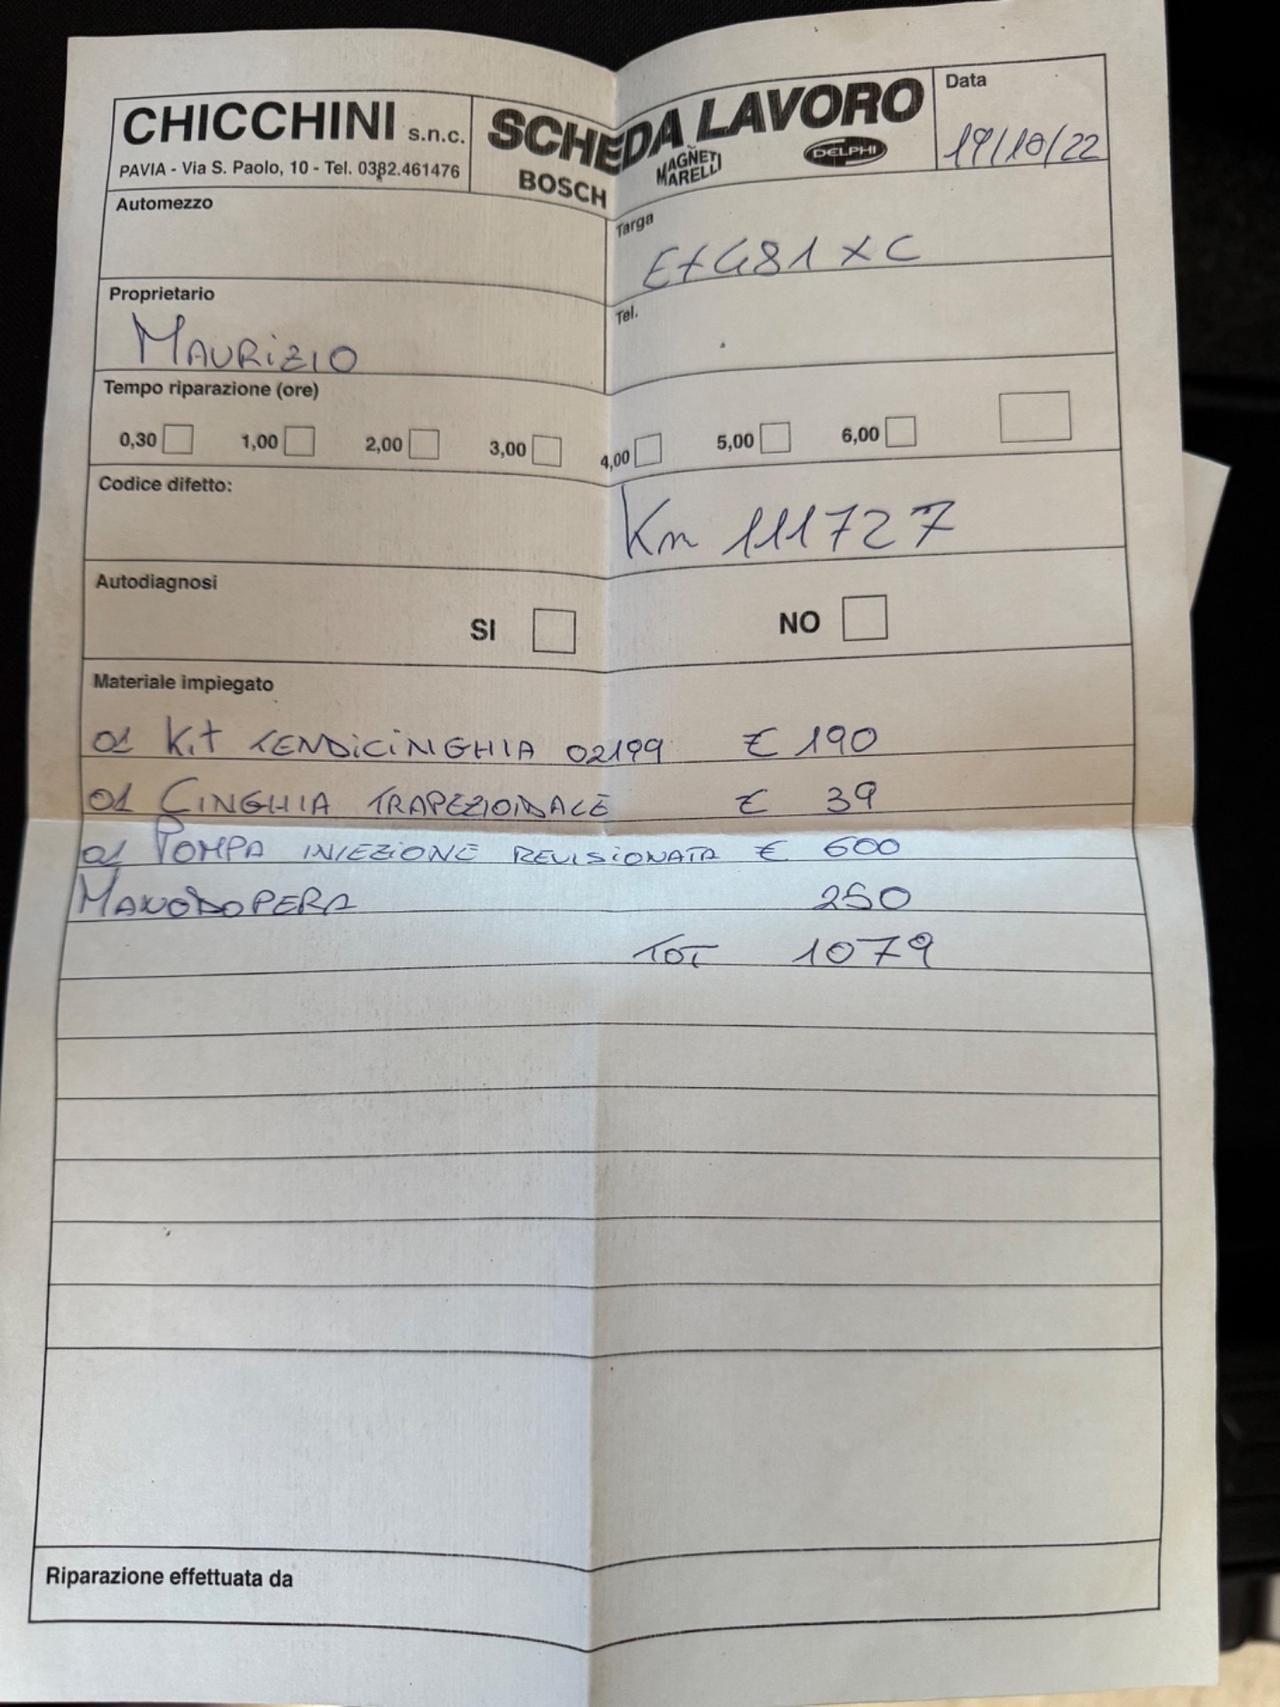 CHICCHINI s.n.c.
PAVIA - Via S. Paolo, 10 - Tel. 0382.461476
SCHEDA LAVORO
BOSCH
MAGNETI
MARELLI
DELPHI
Data
19/10/22
Automezzo
Targa
Proprietario
MAURIZIO
Tel.
Tempo riparazione (ore)
0,30 1,00 2,00 3,00 4,00 5,00 6,00
Codice difetto:
Km 111727
Autodiagnosi
SI NO
Materiale impiegato
01 Kit TENDICINGHIA 02199 € 190
01 CINGHIA TRAPEZIOIDALE € 39
01 POMPA INIEZIONE REVISIONATA € 600
MANODOPERA 250
TOT 1079
Riparazione effettuata da